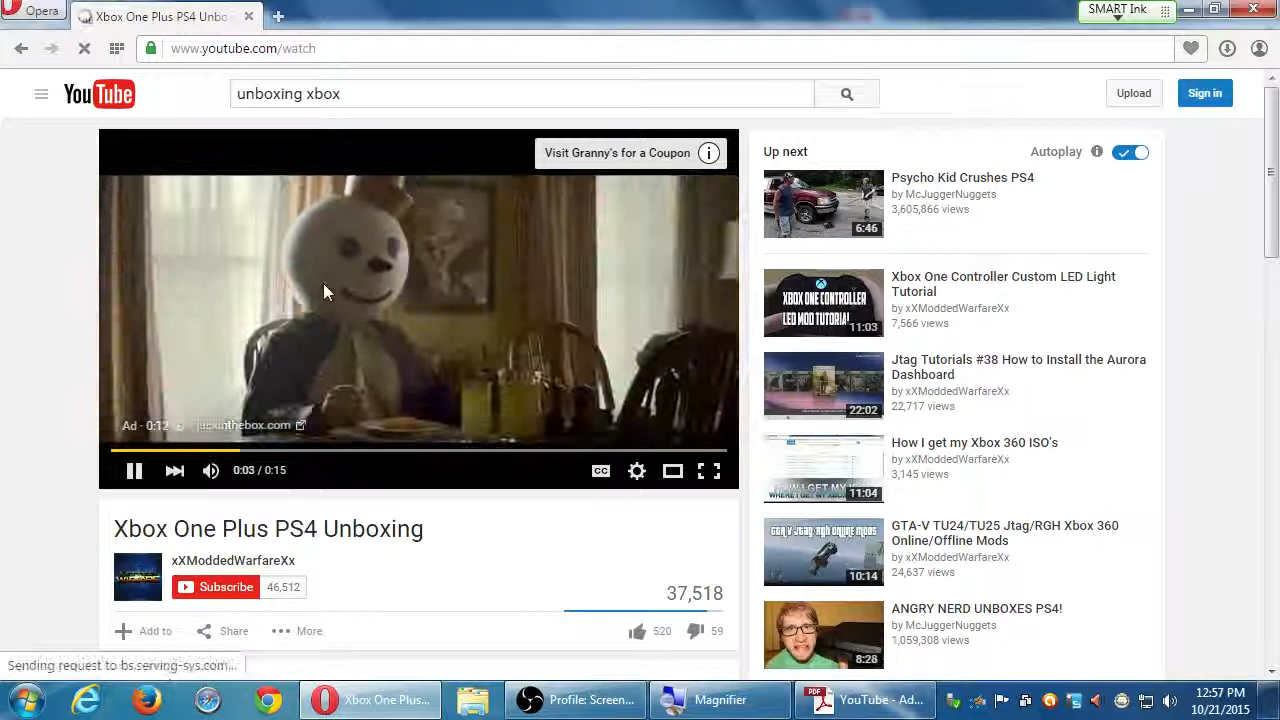 Opera
Xbox One Plus PS4 Unbo
SMART Ink
www.youtube.com/watch
YouTube
unboxing xbox
Upload
Sign in
Visit Granny's for a Coupon
Ad - 0:12
jackinthebox.com
0:03 / 0:15
CC
Xbox One Plus PS4 Unboxing
xXModdedWarfareXx
Subscribe
46,512
37,518
Add to
Share
More
520
59
Up next
Autoplay
Psycho Kid Crushes PS4
by McJuggerNuggets
3,605,866 views
6:46
Xbox One Controller Custom LED Light
Tutorial
by xXModdedWarfareXx
7,566 views
XBOX ONE CONTROLLER
LED MOD TUTORIAL
11:03
Jtag Tutorials #38 How to Install the Aurora
Dashboard
by xXModdedWarfareXx
22,717 views
22:02
How I get my Xbox 360 ISO's
by xXModdedWarfareXx
3,145 views
11:04
GTA-V TU24/TU25 Jtag/RGH Xbox 360
Online/Offline Mods
by xXModdedWarfareXx
24,637 views
10:14
ANGRY NERD UNBOXES PS4!
by McJuggerNuggets
1,059,308 views
8:28
Sending request to bs.serving-sys.com...
Xbox One Plus...
Profile: Screen...
Magnifier
PDF
YouTube - Ad...
12:57 PM
10/21/2015